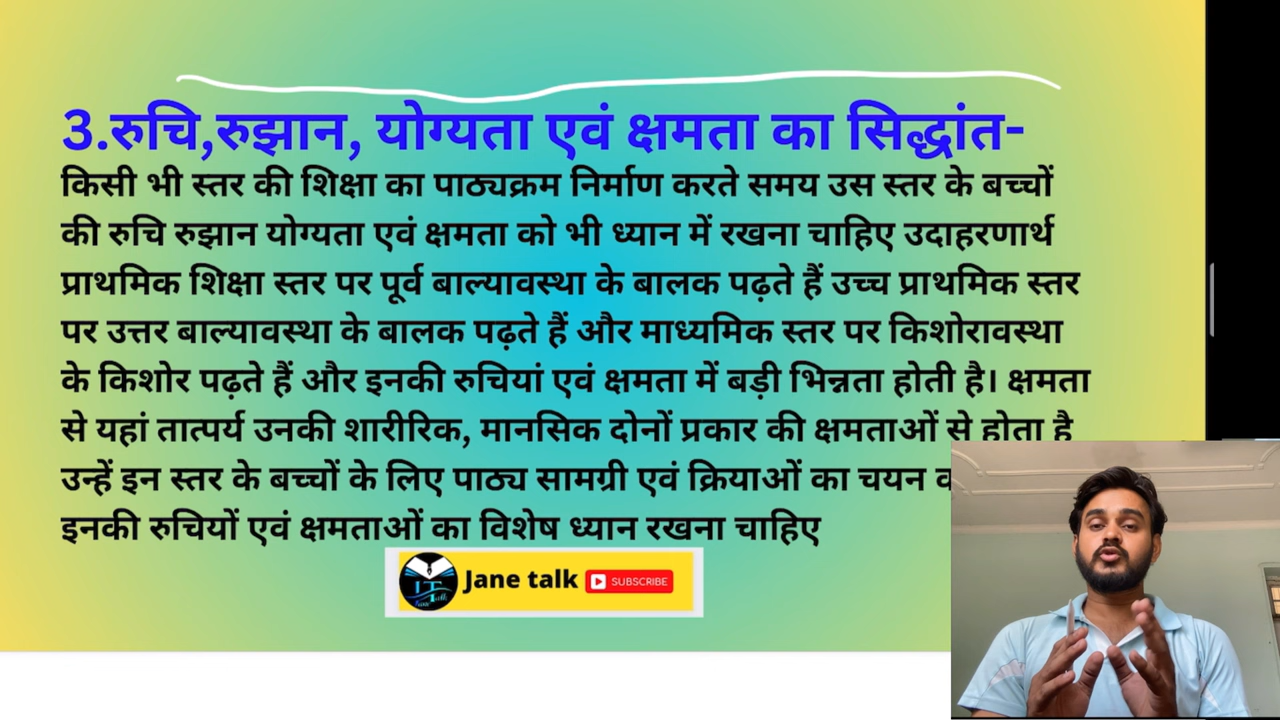 3.रुचि,रुझान, योग्यता एवं क्षमता का सिद्धांत-
किसी भी स्तर की शिक्षा का पाठ्यक्रम निर्माण करते समय उस स्तर के बच्चों
की रुचि रुझान योग्यता एवं क्षमता को भी ध्यान में रखना चाहिए उदाहरणार्थ
प्राथमिक शिक्षा स्तर पर पूर्व बाल्यावस्था के बालक पढ़ते हैं उच्च प्राथमिक स्तर
पर उत्तर बाल्यावस्था के बालक पढ़ते हैं और माध्यमिक स्तर पर किशोरावस्था
के किशोर पढ़ते हैं और इनकी रुचियां एवं क्षमता में बड़ी भिन्नता होती है। क्षमता
से यहां तात्पर्य उनकी शारीरिक, मानसिक दोनों प्रकार की क्षमताओं से होता है
उन्हें इन स्तर के बच्चों के लिए पाठ्य सामग्री एवं क्रियाओं का चयन
इनकी रुचियों एवं क्षमताओं का विशेष ध्यान रखना चाहिए
Jane talk SUBSCRIBE